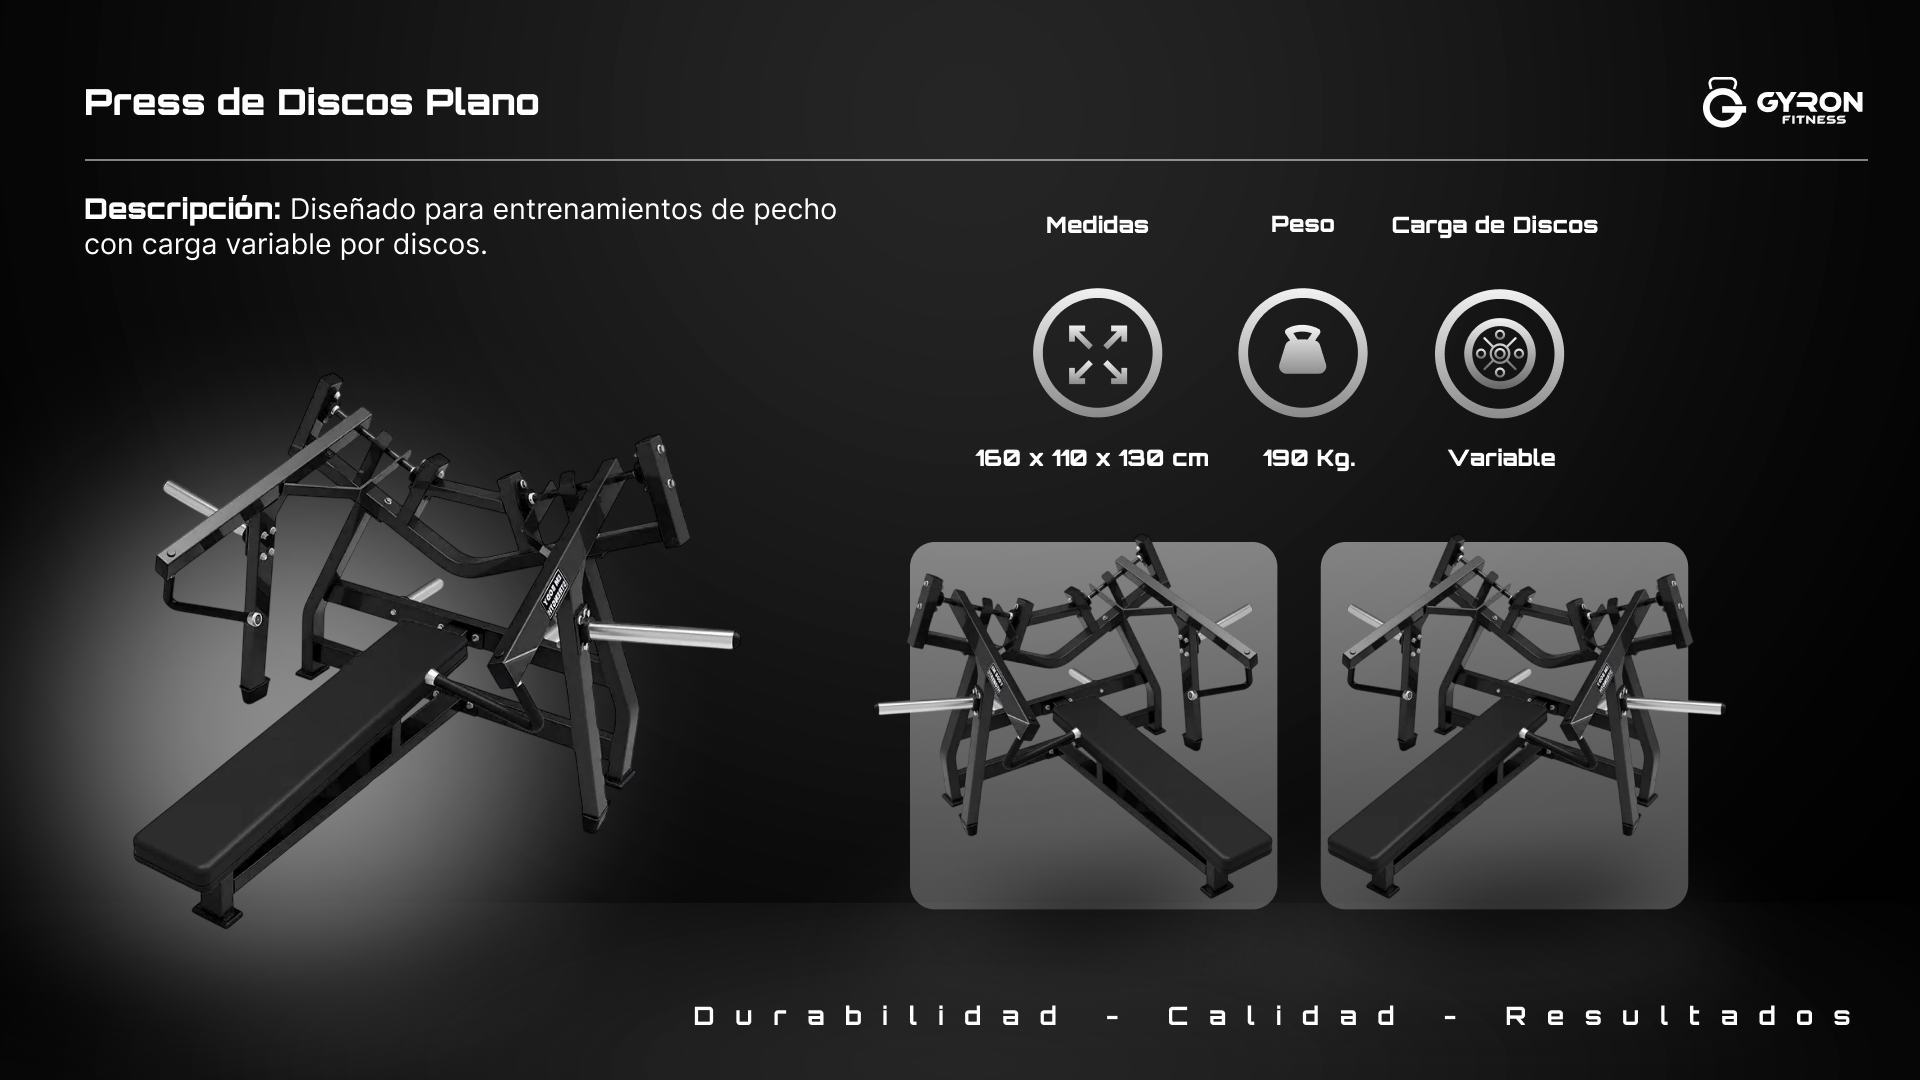 Press de Discos Plano
GYRON
FITNESS
Descripción: Diseñado para entrenamientos de pecho
con carga variable por discos.
Medidas
Peso
Carga de Discos
160 x 110 x 130 cm
190 Kg.
Variable
Durabilidad - Calidad - Resultados